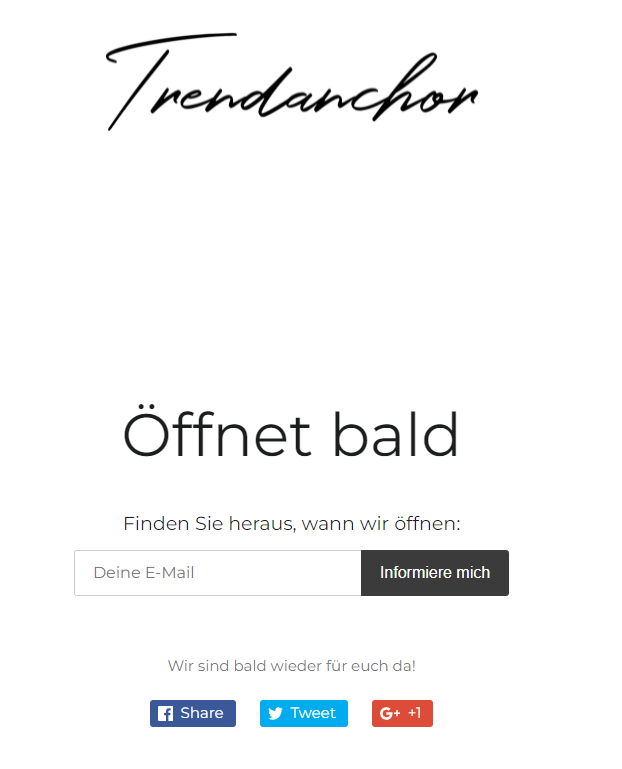 Trendanchor
Öffnet bald
Finden Sie heraus, wann wir öffnen:
Deine E-Mail
Informiere mich
Wir sind bald wieder für euch da!
Share
Tweet
G+ +1